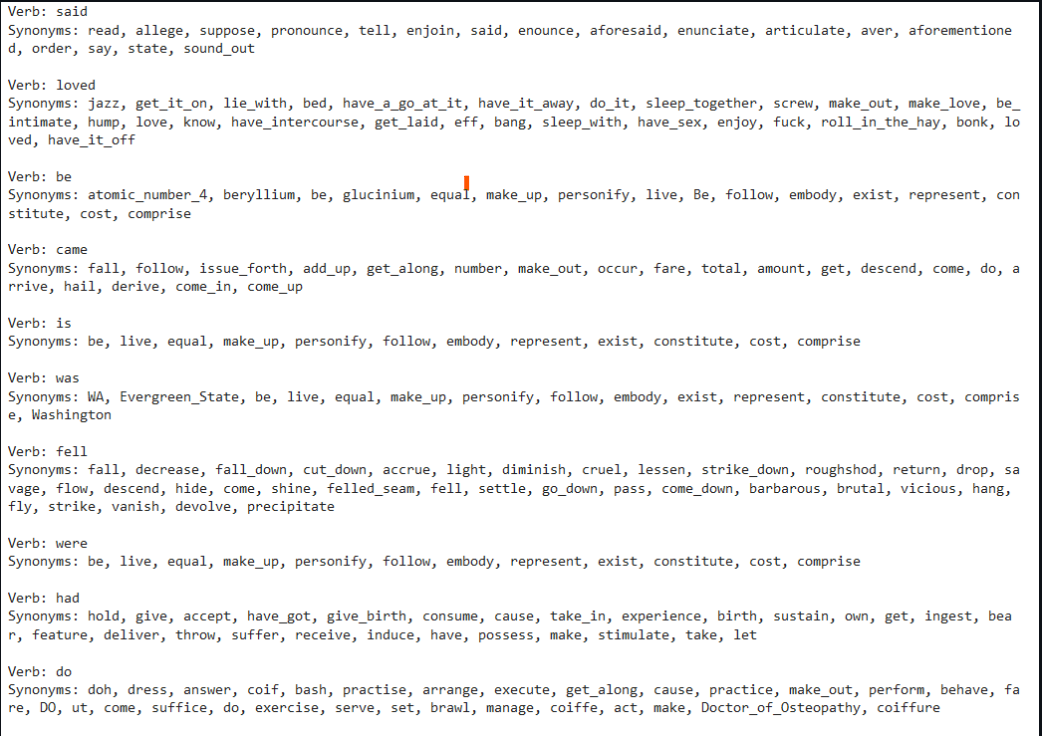 Verb: said
Synonyms: read, allege, suppose, pronounce, tell, enjoin, said, enounce, aforesaid, enunciate, articulate, aver, aforementione
d, order, say, state, sound_out
Verb: loved
Synonyms: jazz, get_it_on, lie_with, bed, have_a_go_at_it, have_it_away, do_it, sleep_together, screw, make_out, make_love, be_
intimate, hump, love, know, have_intercourse, get_laid, eff, bang, sleep_with, have_sex, enjoy, fuck, roll_in_the_hay, bonk, lo
ved, have_it_off
Verb: be
Synonyms: atomic_number_4, beryllium, be, glucinium, equal, make_up, personify, live, Be, follow, embody, exist, represent, con
stitute, cost, comprise
Verb: came
Synonyms: fall, follow, issue_forth, add_up, get_along, number, make_out, occur, fare, total, amount, get, descend, come, do, a
rrive, hail, derive, come_in, come_up
Verb: is
Synonyms: be, live, equal, make_up, personify, follow, embody, represent, exist, constitute, cost, comprise
Verb: was
Synonyms: WA, Evergreen_State, be, live, equal, make_up, personify, follow, embody, exist, represent, constitute, cost, compris
e, Washington
Verb: fell
Synonyms: fall, decrease, fall_down, cut_down, accrue, light, diminish, cruel, lessen, strike_down, roughshod, return, drop, sa
vage, flow, descend, hide, come, shine, felled_seam, fell, settle, go_down, pass, come_down, barbarous, brutal, vicious, hang,
fly, strike, vanish, devolve, precipitate
Verb: were
Synonyms: be, live, equal, make_up, personify, follow, embody, represent, exist, constitute, cost, comprise
Verb: had
Synonyms: hold, give, accept, have_got, give_birth, consume, cause, take_in, experience, birth, sustain, own, get, ingest, bea
r, feature, deliver, throw, suffer, receive, induce, have, possess, make, stimulate, take, let
Verb: do
Synonyms: doh, dress, answer, coif, bash, practise, arrange, execute, get_along, cause, practice, make_out, perform, behave, fa
re, DO, ut, come, suffice, do, exercise, serve, set, brawl, manage, coiffe, act, make, Doctor_of_Osteopathy, coiffure